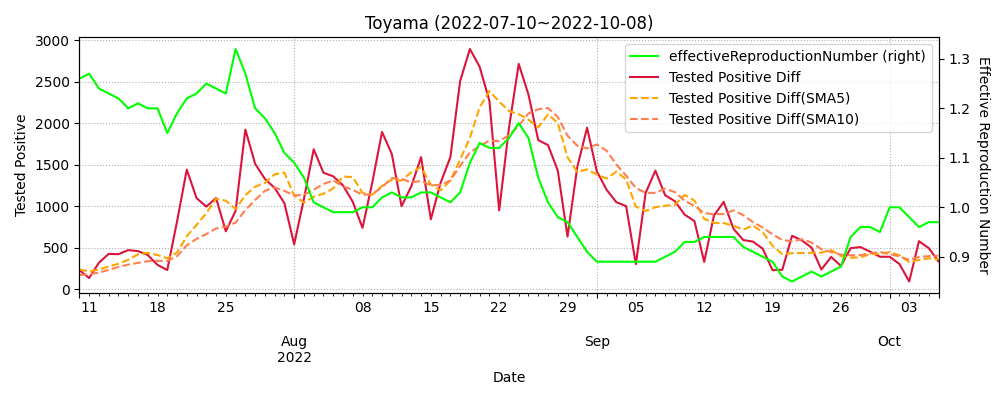 Toyama (2022-07-10~2022-10-08)
3000
2500
2000
1500
1000
500
0
Tested Positive
effectiveReproductionNumber (right)
Tested Positive Diff
Tested Positive Diff(SMA5)
Tested Positive Diff(SMA10)
1.3
1.2
1.1
1.0
0.9
Effective Reproduction Number
11 18 25 08 15 22 29 05 12 19 26 03
Aug Sep Oct
2022
Date